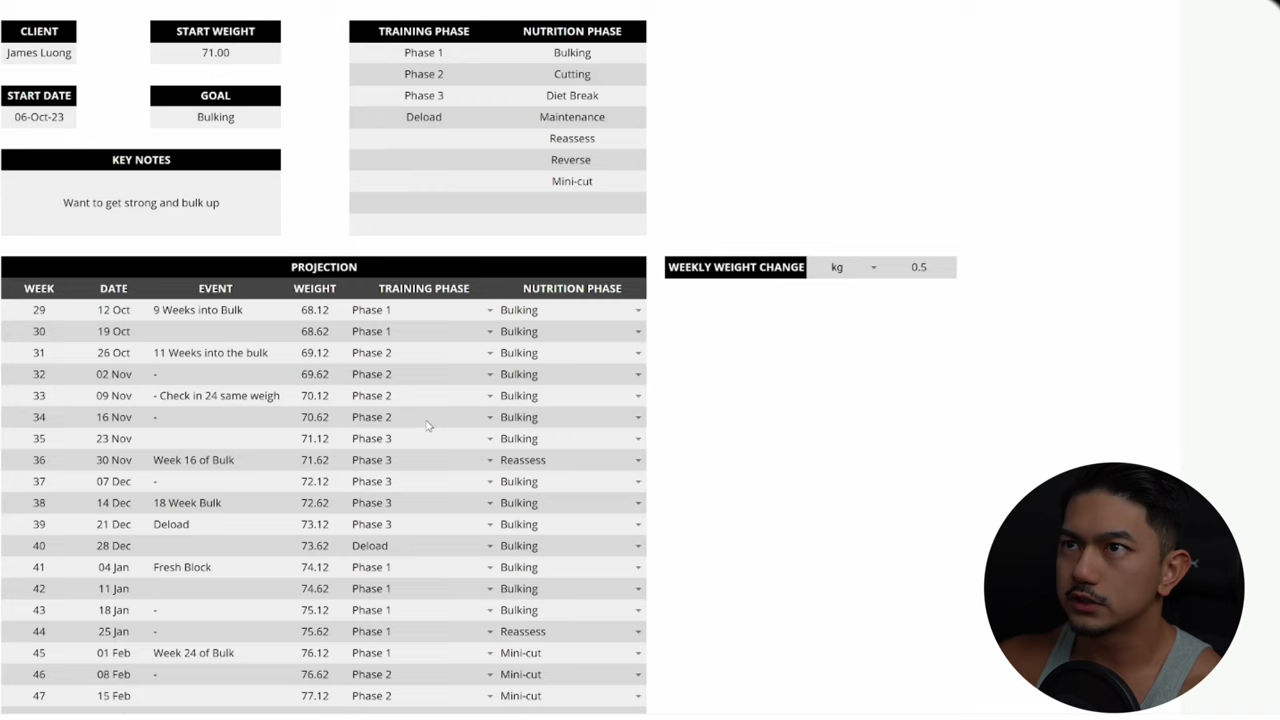 CLIENT
James Luong
START WEIGHT
71.00
START DATE
06-Oct-23
GOAL
Bulking
KEY NOTES
Want to get strong and bulk up
TRAINING PHASE NUTRITION PHASE
Phase 1 Bulking
Phase 2 Cutting
Phase 3 Diet Break
Deload Maintenance
Reassess
Reverse
Mini-cut
PROJECTION
WEEK DATE EVENT WEIGHT TRAINING PHASE NUTRITION PHASE
29 12 Oct 9 Weeks into Bulk 68.12 Phase 1 Bulking
30 19 Oct 68.62 Phase 1 Bulking
31 26 Oct 11 Weeks into the bulk 69.12 Phase 2 Bulking
32 02 Nov - 69.62 Phase 2 Bulking
33 09 Nov - Check in 24 same weigh 70.12 Phase 2 Bulking
34 16 Nov - 70.62 Phase 2 Bulking
35 23 Nov 71.12 Phase 3 Bulking
36 30 Nov Week 16 of Bulk 71.62 Phase 3 Reassess
37 07 Dec - 72.12 Phase 3 Bulking
38 14 Dec 18 Week Bulk 72.62 Phase 3 Bulking
39 21 Dec Deload 73.12 Phase 3 Bulking
40 28 Dec 73.62 Deload Bulking
41 04 Jan Fresh Block 74.12 Phase 1 Bulking
42 11 Jan 74.62 Phase 1 Bulking
43 18 Jan - 75.12 Phase 1 Bulking
44 25 Jan - 75.62 Phase 1 Reassess
45 01 Feb Week 24 of Bulk 76.12 Phase 1 Mini-cut
46 08 Feb - 76.62 Phase 2 Mini-cut
47 15 Feb 77.12 Phase 2 Mini-cut
WEEKLY WEIGHT CHANGE kg 0.5